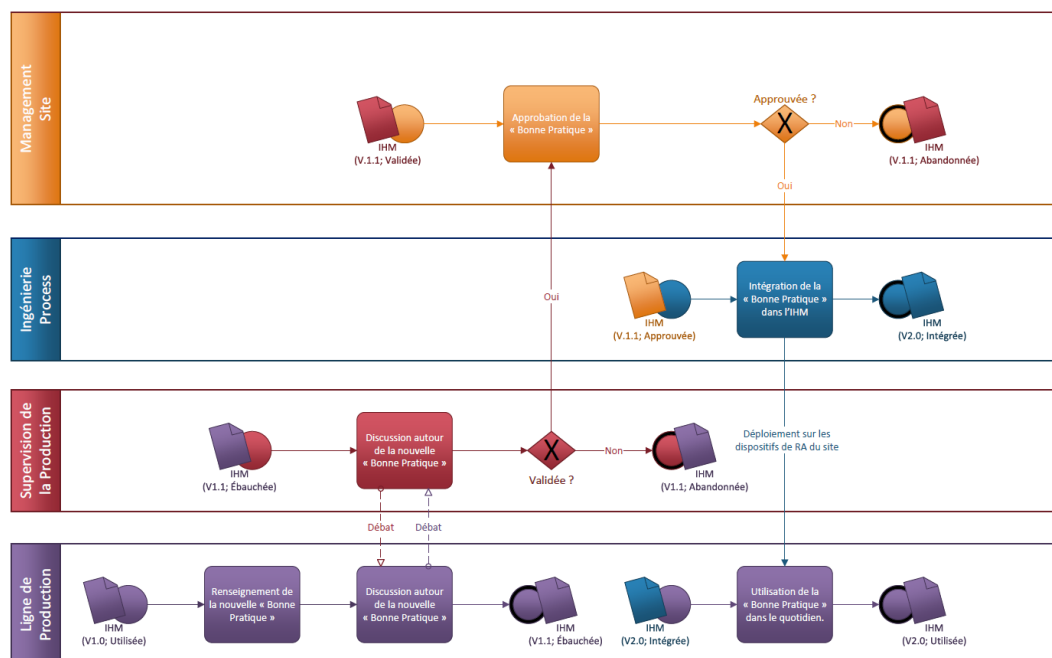 Management
Site
Approuvée ?
Approbation de la
« Bonne Pratique »
X
Non
IHM
(V.1.1; Validée)
IHM
(V.1.1; Abandonnée)
Oui
Ingénierie
Process
Intégration de la
« Bonne Pratique »
dans l'IHM
Oui
IHM
(V.1.1; Approuvée)
IHM
(V2.0; Intégrée)
Supervision de
la Production
Discussion autour
de la nouvelle
« Bonne Pratique »
X
Non
Validée ?
IHM
(V1.1; Ébauchée)
IHM
(V1.1; Abandonnée)
Déploiement sur les
dispositifs de RA du site
Débat
Débat
Ligne de
Production
Renseignement de
la nouvelle « Bonne
Pratique »
Discussion autour
de la nouvelle
« Bonne Pratique »
Utilisation de la
« Bonne Pratique »
dans le quotidien.
IHM
(V1.0; Utilisée)
IHM
(V1.1; Ébauchée)
IHM
(V2.0; Intégrée)
IHM
(V2.0; Utilisée)